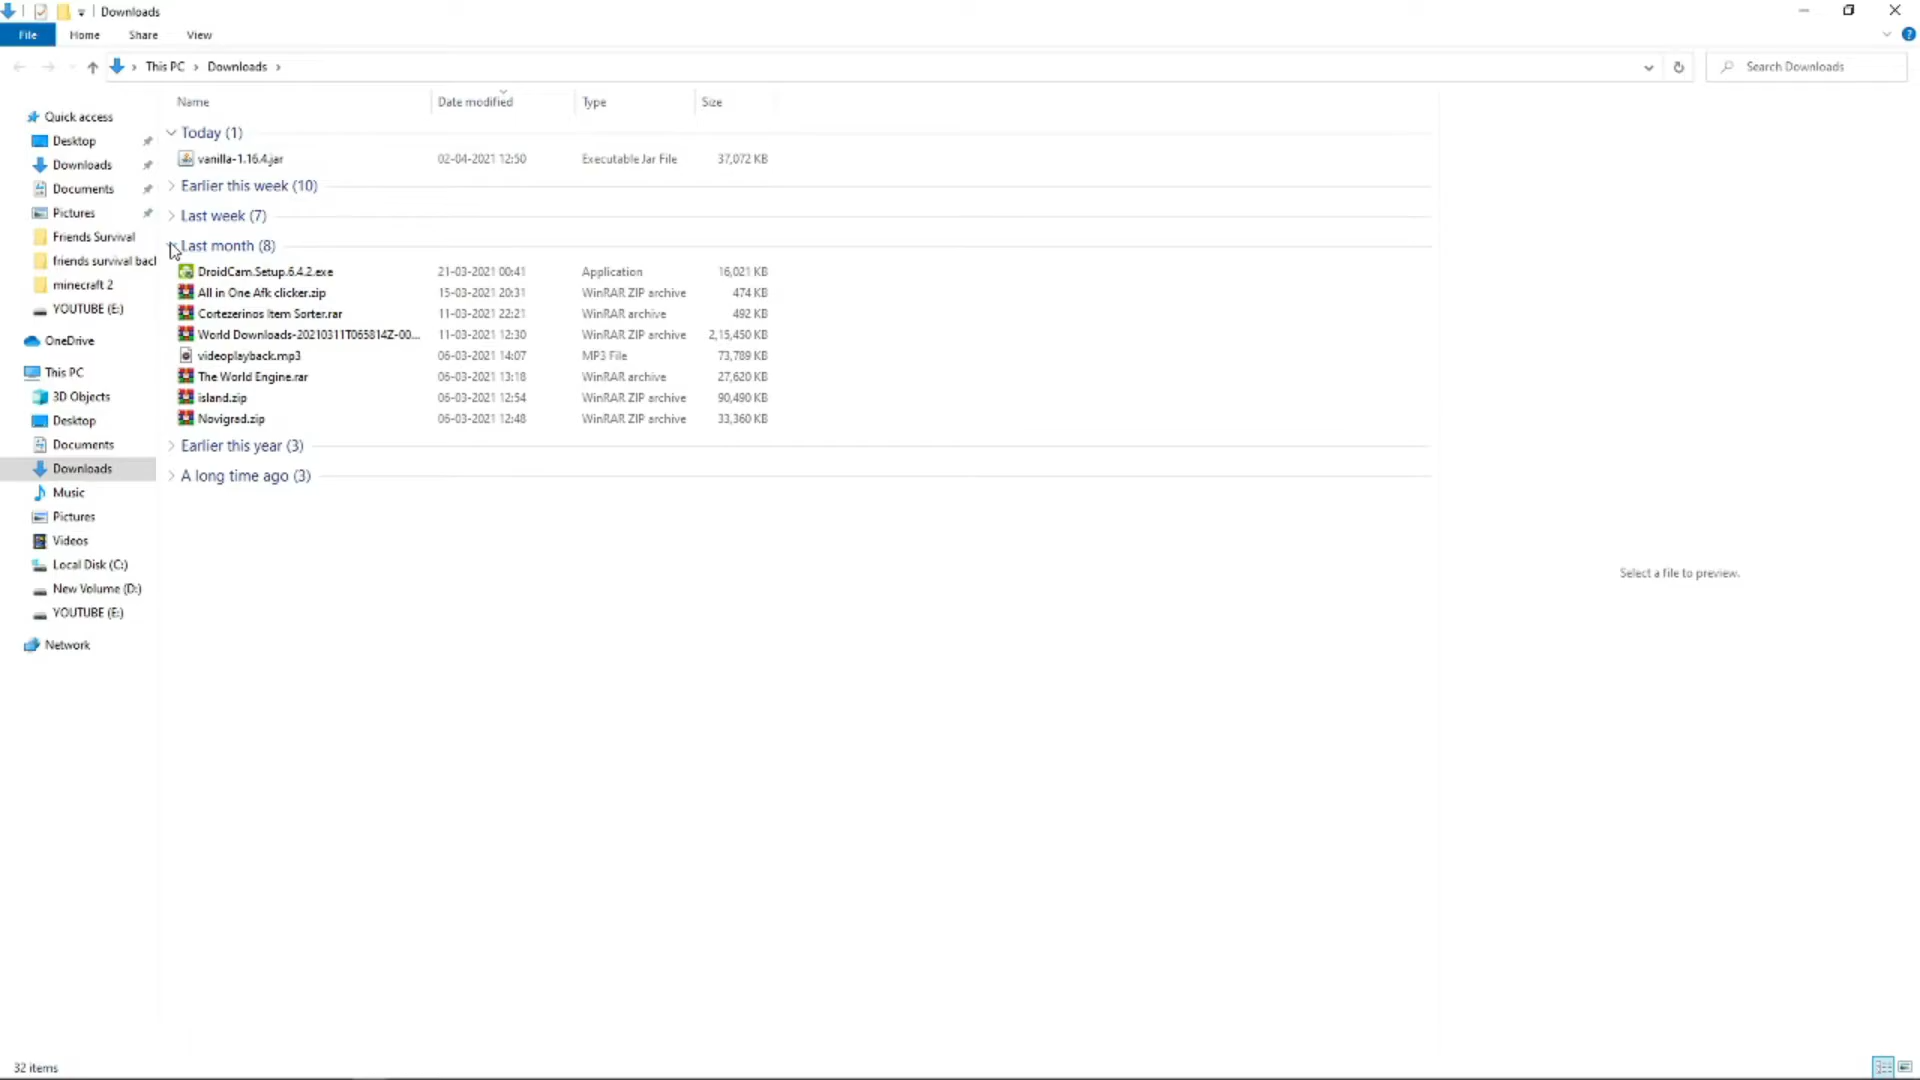 Downloads
File Home Share View
This PC Downloads Search Downloads
Name Date modified Type Size
Quick access
Desktop
Downloads
Documents
Pictures
Friends Survival
friends survival bacl
minecraft 2
YOUTUBE (E:)
OneDrive
This PC
3D Objects
Desktop
Documents
Downloads
Music
Pictures
Videos
Local Disk (C:)
New Volume (D:)
YOUTUBE (E:)
Network
Today (1)
vanilla-1.16.4.jar 02-04-2021 12:50 Executable Jar File 37,072 KB
Earlier this week (10)
Last week (7)
Last month (8)
DroidCam.Setup.6.4.2.exe 21-03-2021 00:41 Application 16,021 KB
All in One Afk clicker.zip 15-03-2021 20:31 WinRAR ZIP archive 474 KB
Cortezerinos Item Sorter.rar 11-03-2021 22:21 WinRAR archive 492 KB
World Downloads-20210311T065814Z-00... 11-03-2021 12:30 WinRAR ZIP archive 2,15,450 KB
videoplayback.mp3 06-03-2021 14:07 MP3 File 73,789 KB
The World Engine.rar 06-03-2021 13:18 WinRAR archive 27,620 KB
island.zip 06-03-2021 12:54 WinRAR ZIP archive 90,490 KB
Novigrad.zip 06-03-2021 12:48 WinRAR ZIP archive 33,360 KB
Earlier this year (3)
A long time ago (3)
Select a file to preview.
32 items